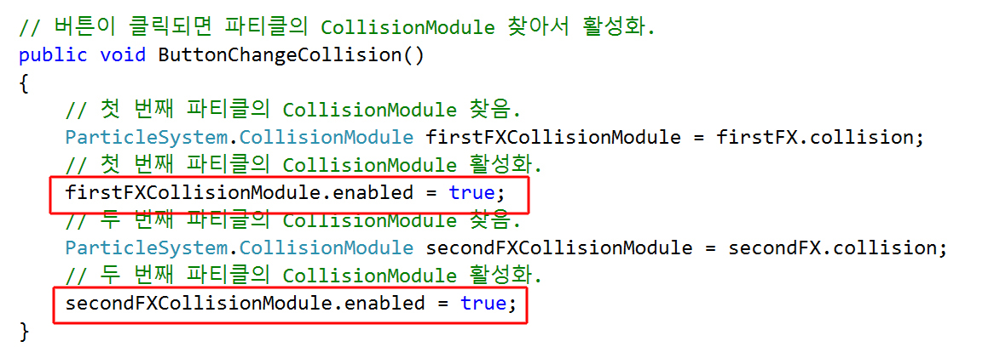 // 버튼이 클릭되면 파티클의 CollisionModule 찾아서 활성화.
public void ButtonChangeCollision()
{
// 첫 번째 파티클의 CollisionModule 찾음.
ParticleSystem.CollisionModule firstFXCollisionModule = firstFX.collision;
// 첫 번째 파티클의 CollisionModule 활성화.
firstFXCollisionModule.enabled = true;
// 두 번째 파티클의 CollisionModule 찾음.
ParticleSystem.CollisionModule secondFXCollisionModule = secondFX.collision;
// 두 번째 파티클의 CollisionModule 활성화.
secondFXCollisionModule.enabled = true;
}